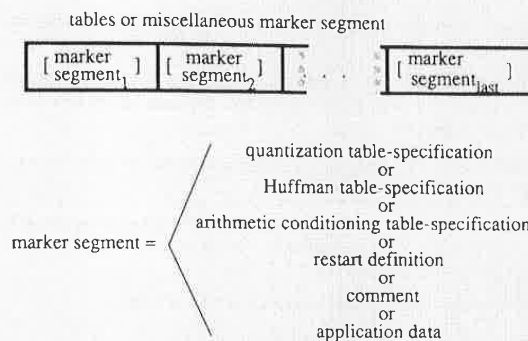 tables or miscellaneous marker segment
[ marker segment1 ] [ marker segment2 ] . . . [ marker segmentlast ]
quantization table-specification
or
Huffman table-specification
or
arithmetic conditioning table-specification
or
marker segment = restart definition
or
comment
or
application data